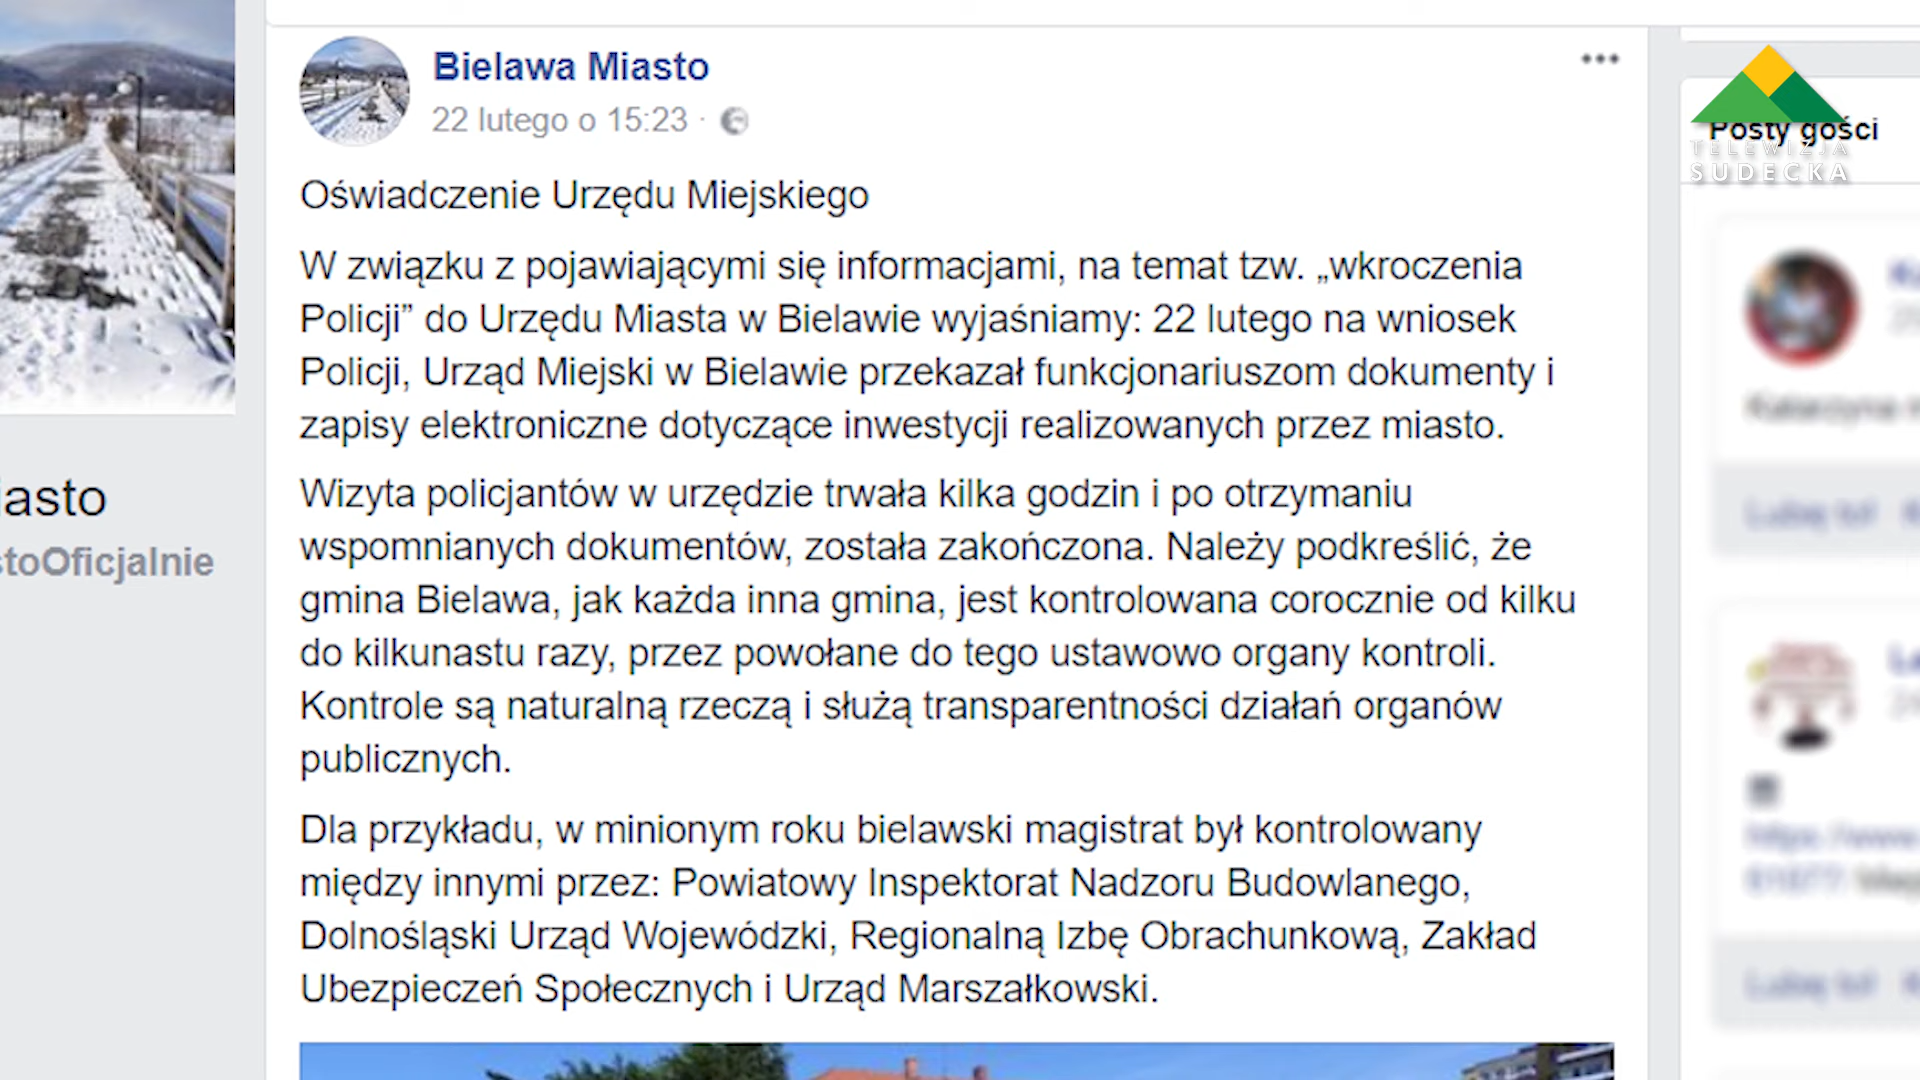 Bielawa Miasto
22 lutego o 15:23 ·
Oświadczenie Urzędu Miejskiego
W związku z pojawiającymi się informacjami, na temat tzw. „wkroczenia
Policji” do Urzędu Miasta w Bielawie wyjaśniamy: 22 lutego na wniosek
Policji, Urząd Miejski w Bielawie przekazał funkcjonariuszom dokumenty i
zapisy elektroniczne dotyczące inwestycji realizowanych przez miasto.
Wizyta policjantów w urzędzie trwała kilka godzin i po otrzymaniu
wspomnianych dokumentów, została zakończona. Należy podkreślić, że
gmina Bielawa, jak każda inna gmina, jest kontrolowana corocznie od kilku
do kilkunastu razy, przez powołane do tego ustawowo organy kontroli.
Kontrole są naturalną rzeczą i służą transparentności działań organów
publicznych.
Dla przykładu, w minionym roku bielawski magistrat był kontrolowany
między innymi przez: Powiatowy Inspektorat Nadzoru Budowlanego,
Dolnośląski Urząd Wojewódzki, Regionalną Izbę Obrachunkową, Zakład
Ubezpieczeń Społecznych i Urząd Marszałkowski.
iasto
stoOficjalnie
Posty gości
TELEWIZJA
SUDECKA